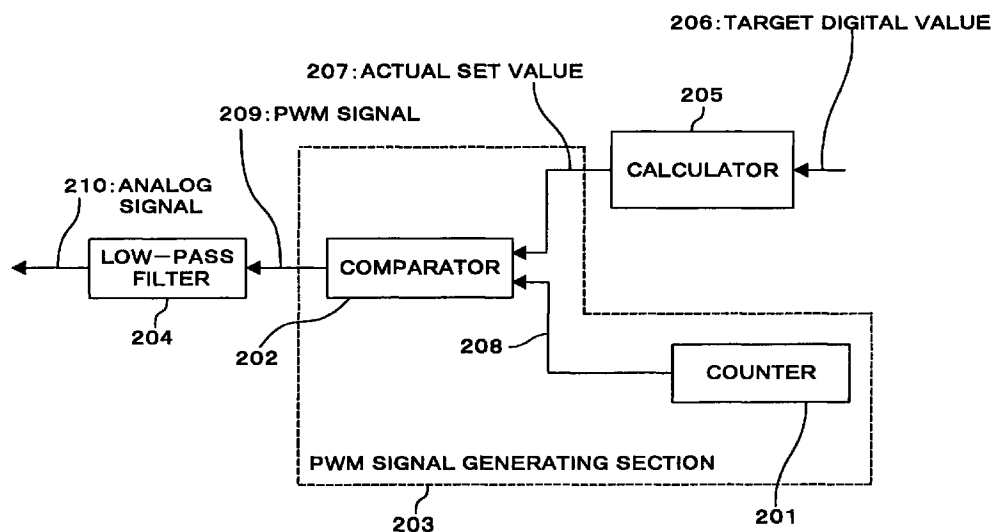 206:TARGET DIGITAL VALUE
207:ACTUAL SET VALUE
205
209:PWM SIGNAL
CALCULATOR
210:ANALOG
SIGNAL
LOW-PASS
FILTER
COMPARATOR
204
202
208
COUNTER
PWM SIGNAL GENERATING SECTION
203
201